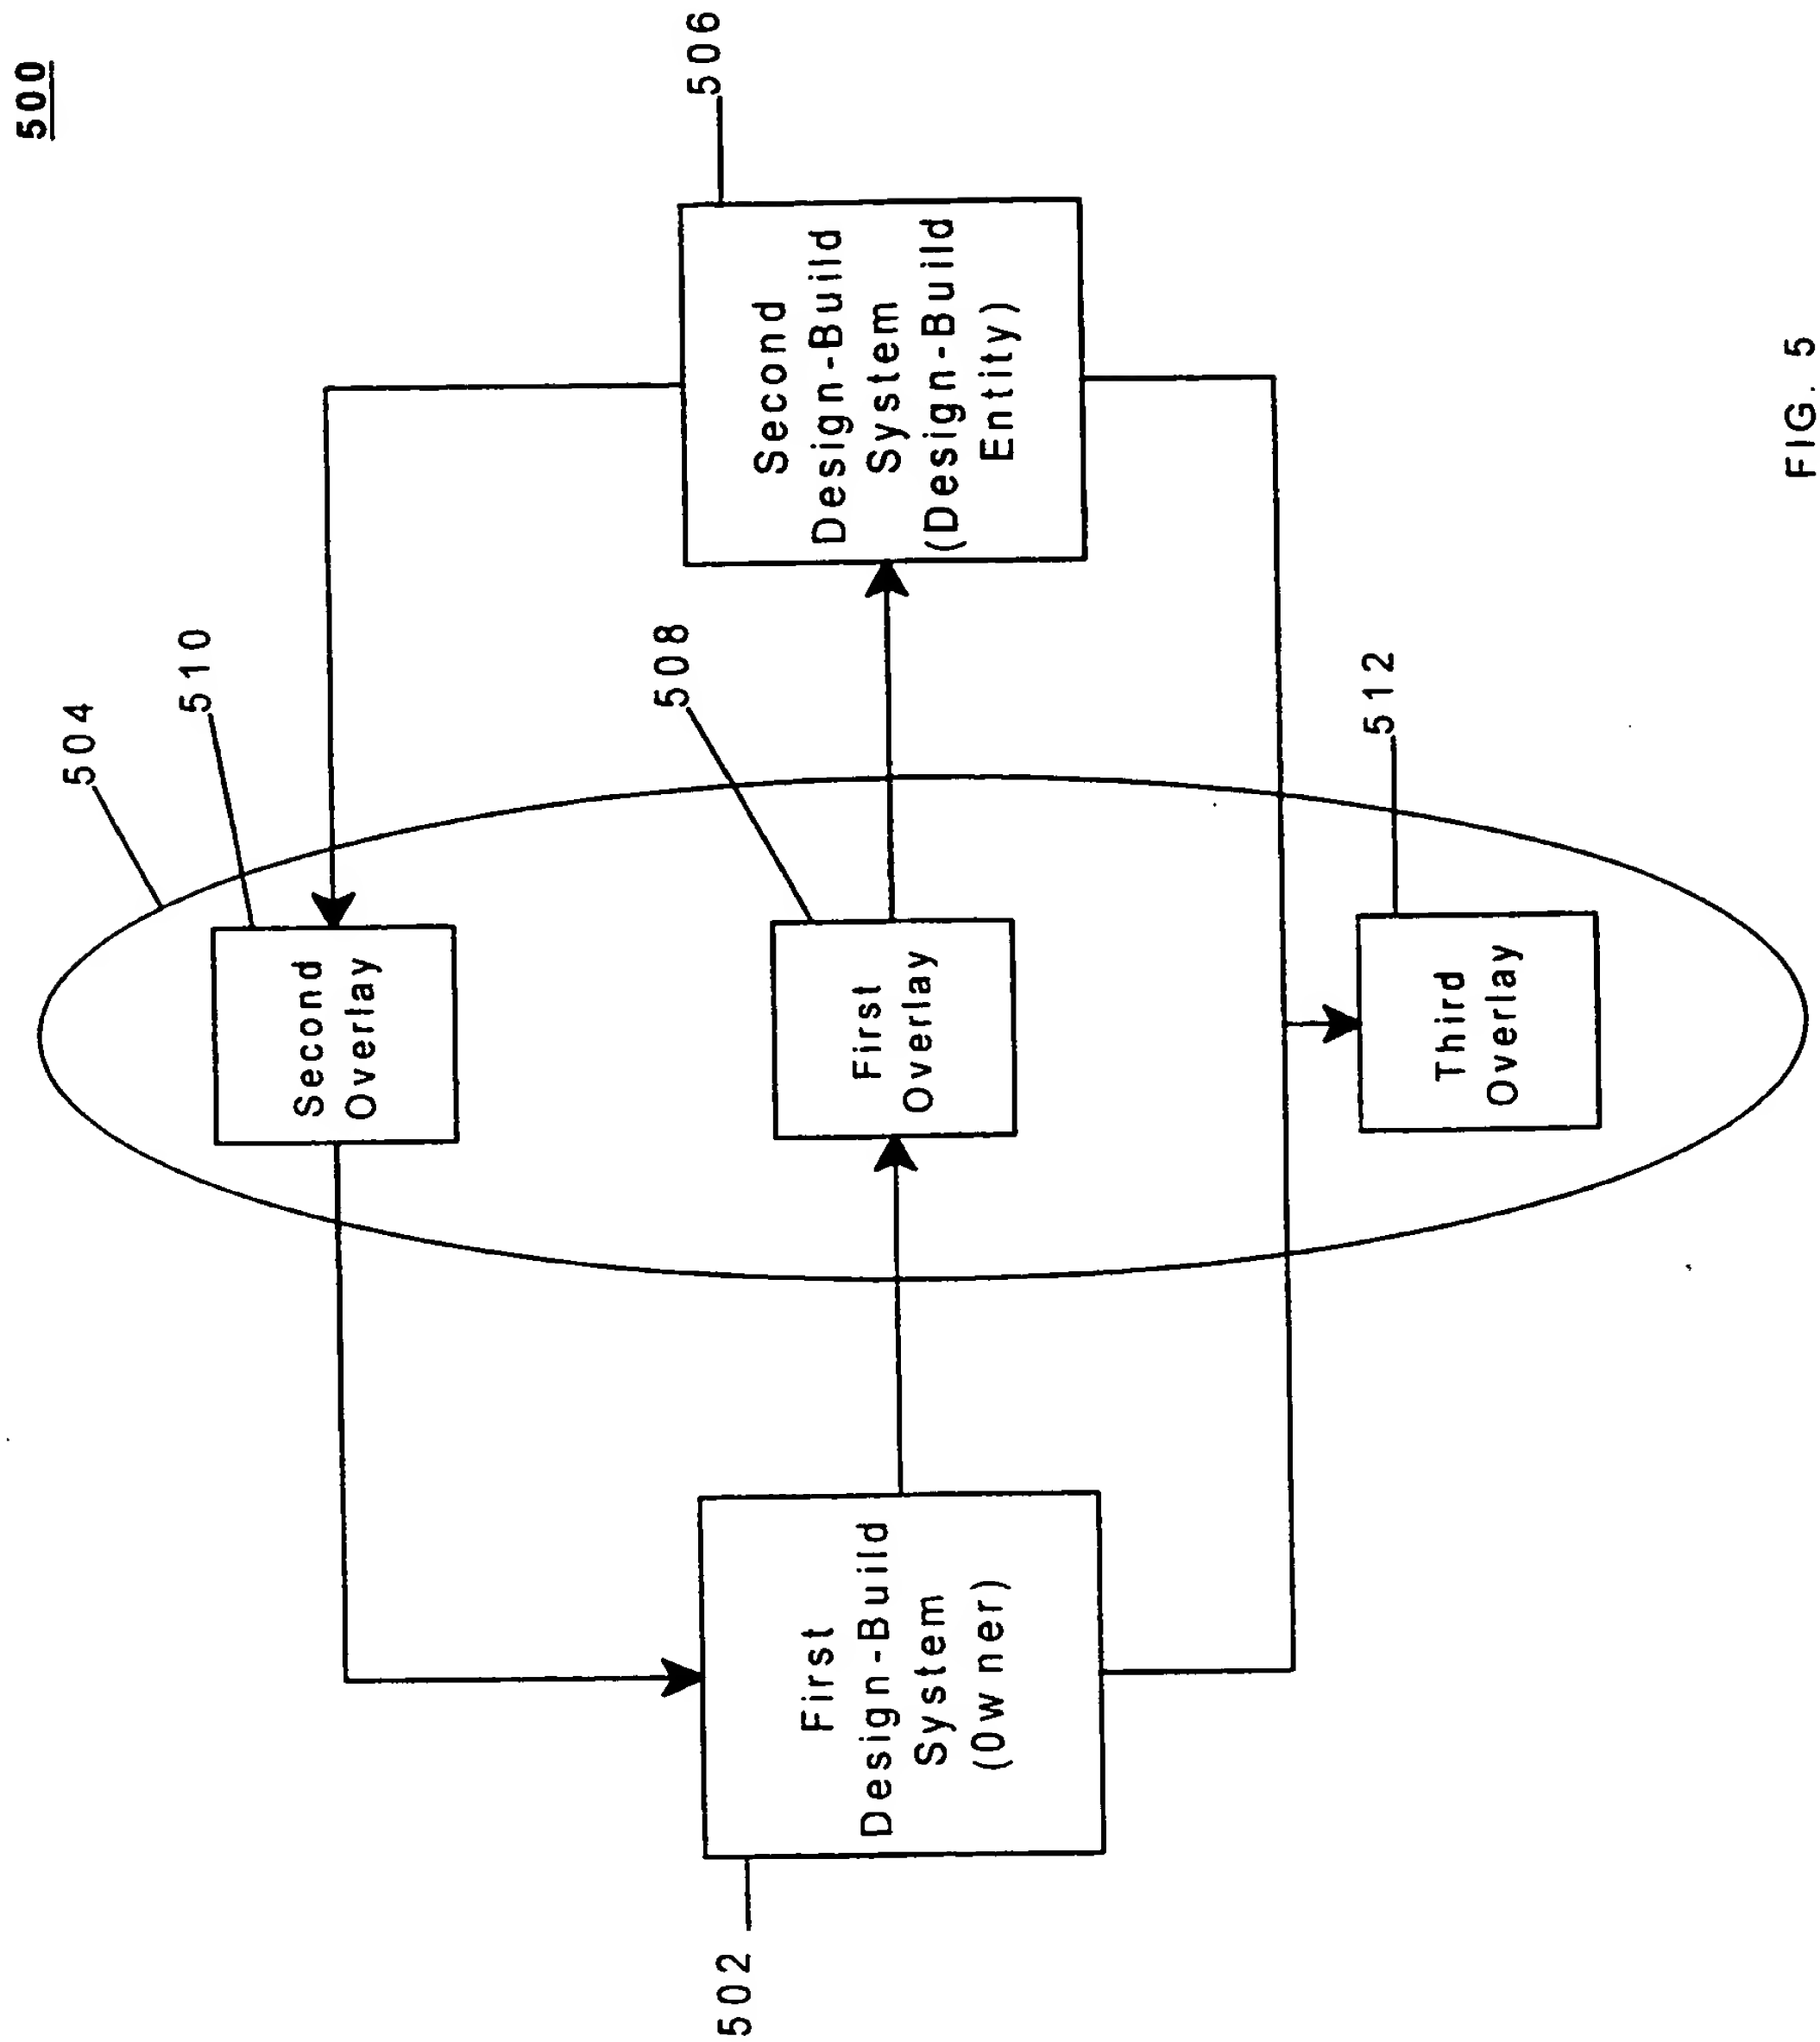 500
504
510
Second
Overlay
508
First
Overlay
512
Third
Overlay
502
First
Design-Build
System
(Owner)
506
Second
Design-Build
System
(Design-Build
Entity)
FIG. 5